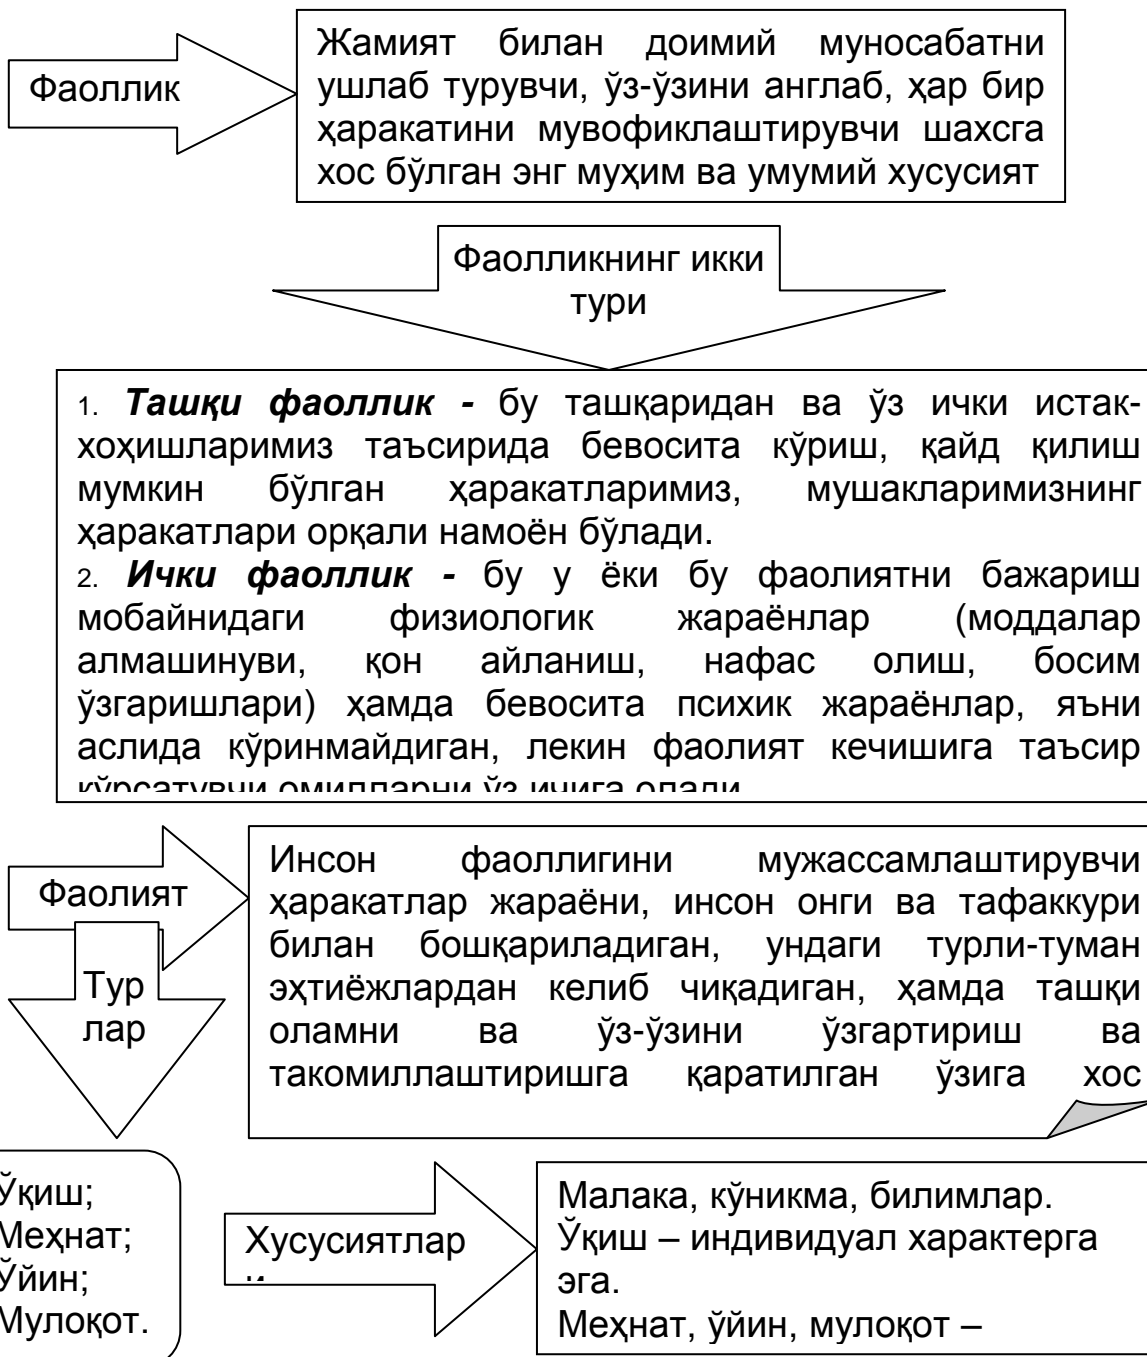 Фаоллик
Жамият билан доимий муносабатни
ушлаб турувчи, ўз-ўзини англаб, ҳар бир
ҳаракатини мувофиклаштирувчи шахсга
хос бўлган энг муҳим ва умумий хусусият
Фаолликнинг икки
тури
1. Ташқи фаоллик - бу ташқаридан ва ўз ички истак-
хоҳишларимиз таъсирида бевосита кўриш, қайд қилиш
мумкин бўлган ҳаракатларимиз, мушакларимизнинг
ҳаракатлари орқали намоён бўлади.
2. Ички фаоллик - бу у ёки бу фаолиятни бажариш
мобайнидаги физиологик жараёнлар (моддалар
алмашинуви, қон айланиш, нафас олиш, босим
ўзгаришлари) ҳамда бевосита психик жараёнлар, яъни
аслида кўринмайдиган, лекин фаолият кечишига таъсир
кўрсатувчи омилларни ўз ичига олади
Фаолият
Инсон фаоллигини мужассамлаштирувчи
ҳаракатлар жараёни, инсон онги ва тафаккури
билан бошқариладиган, ундаги турли-туман
эҳтиёжлардан келиб чиқадиган, ҳамда ташқи
оламни ва ўз-ўзини ўзгартириш ва
такомиллаштиришга қаратилган ўзига хос
Тур
лар
Ўқиш;
Меҳнат;
Ўйин;
Мулоқот.
Хусусиятлар
и
Малака, кўникма, билимлар.
Ўқиш – индивидуал характерга
эга.
Меҳнат, ўйин, мулоқот –